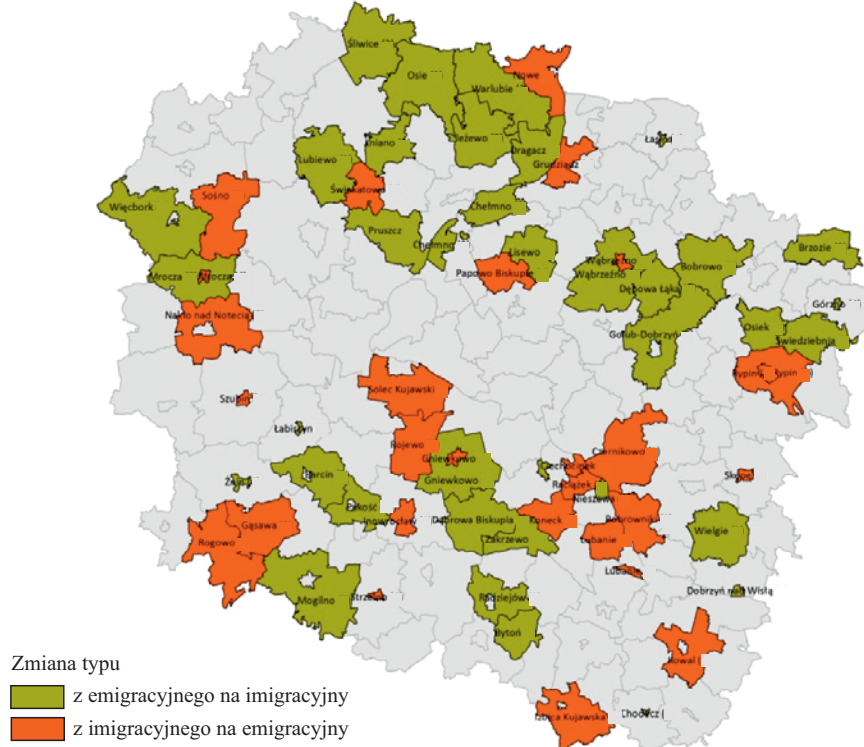 Śliwice
Osie
Nowe
Warlubie
Jeżewo
Dragacz
Grudziądz
Łasin
Lubiewo
Świekatowo
Więcbork
Sośno
Chełmno
Pruszcz
Chełmno
Lisewo
Wąbrzeźno
Bobrowo
Brzozie
Mrocza
Mrocza
Papowo Biskupie
Wąbrzeźno
Dębowa Łąka
Górzno
Nakło nad Notecią
Golub-Dobrzyń
Osiek
Świedziebnia
Rypin
Rypin
Solec Kujawski
Szubin
Łabiszyn
Rojewo
Gniewkowo
Czernikowo
Ciechocinek
Raciążek
Skępe
Żnin
Barcin
Gniewkowo
Nieszawa
Pakość
Inowrocław
Dąbrowa Biskupia
Koneck
Bobrowniki
Gąsawa
Rogowo
Zakrzewo
Lubanie
Wielgie
Lubanie
Mogilno
Strzelno
Radziejów
Dobrzyń nad Wisłą
Bytoń
Kowal (
Izbica Kujawska
Chodecz (
Zmiana typu
z emigracyjnego na imigracyjny
z imigracyjnego na emigracyjny